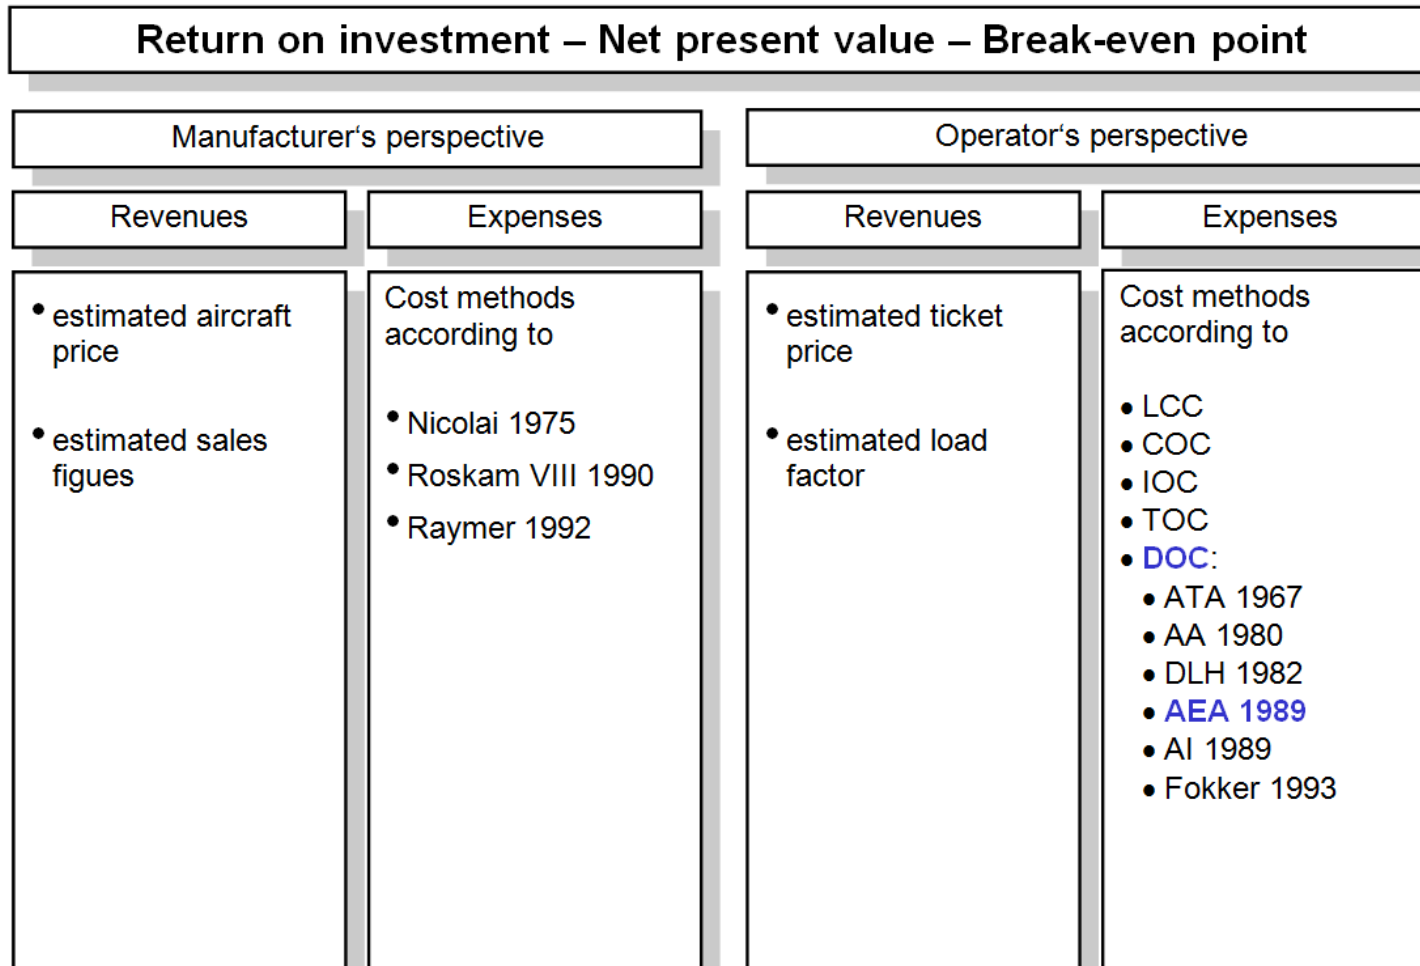 Return on investment – Net present value – Break-even point
Manufacturer‘s perspective
Revenues
• estimated aircraft
price
• estimated sales
figues
Expenses
Cost methods
according to
• Nicolai 1975
• Roskam VIII 1990
• Raymer 1992
Operator‘s perspective
Revenues
• estimated ticket
price
• estimated load
factor
Expenses
Cost methods
according to
• LCC
• COC
• IOC
• TOC
• DOC:
• ATA 1967
• AA 1980
• DLH 1982
• AEA 1989
• AI 1989
• Fokker 1993